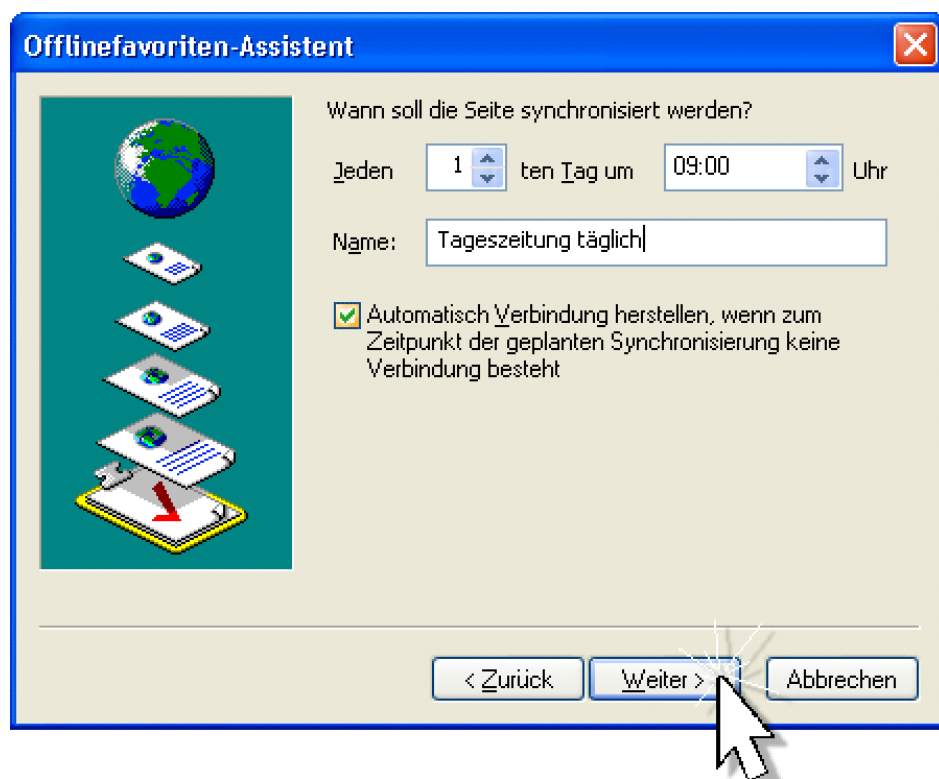 Offlinefavoriten-Assistent
Wann soll die Seite synchronisiert werden?
Jeden 1 ten Tag um 09:00 Uhr
Name: Tageszeitung täglich
Automatisch Verbindung herstellen, wenn zum
Zeitpunkt der geplanten Synchronisierung keine
Verbindung besteht
< Zurück Weiter > Abbrechen